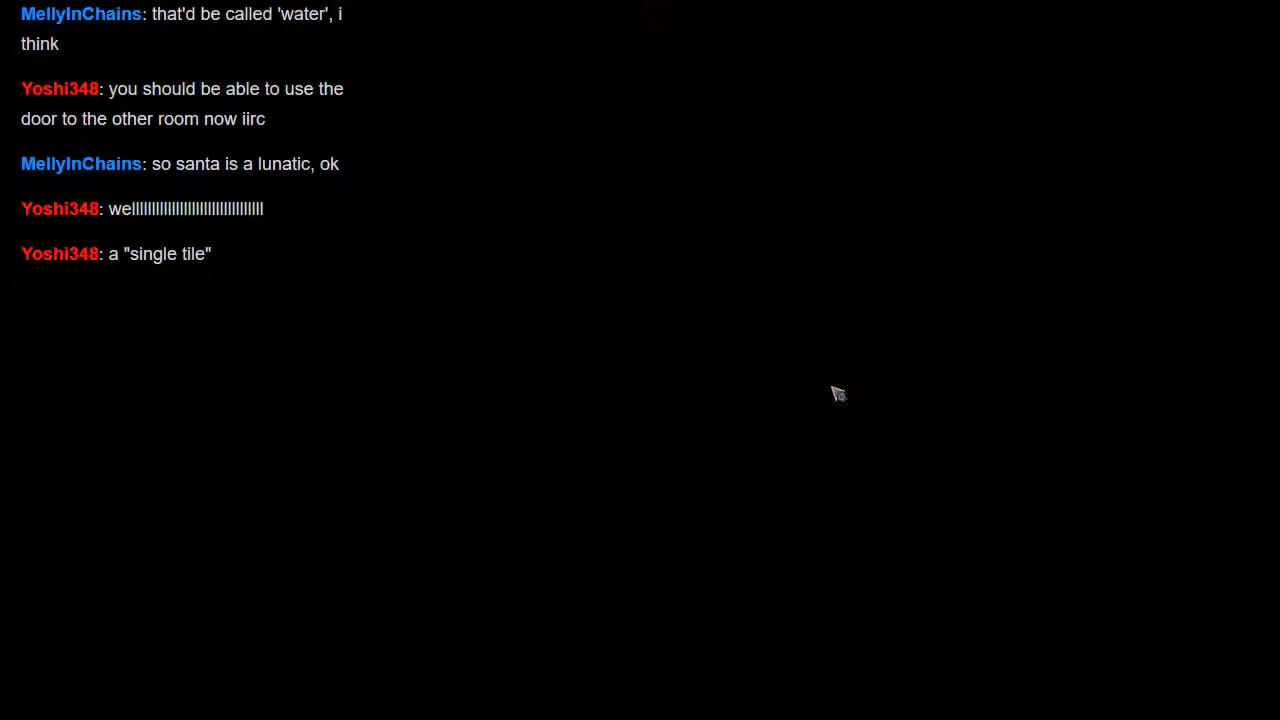 MellyInChains: that'd be called 'water', i
think
Yoshi348: you should be able to use the
door to the other room now iirc
MellyInChains: so santa is a lunatic, ok
Yoshi348: wellllllllllllllllllllllllllllllll
Yoshi348: a "single tile"